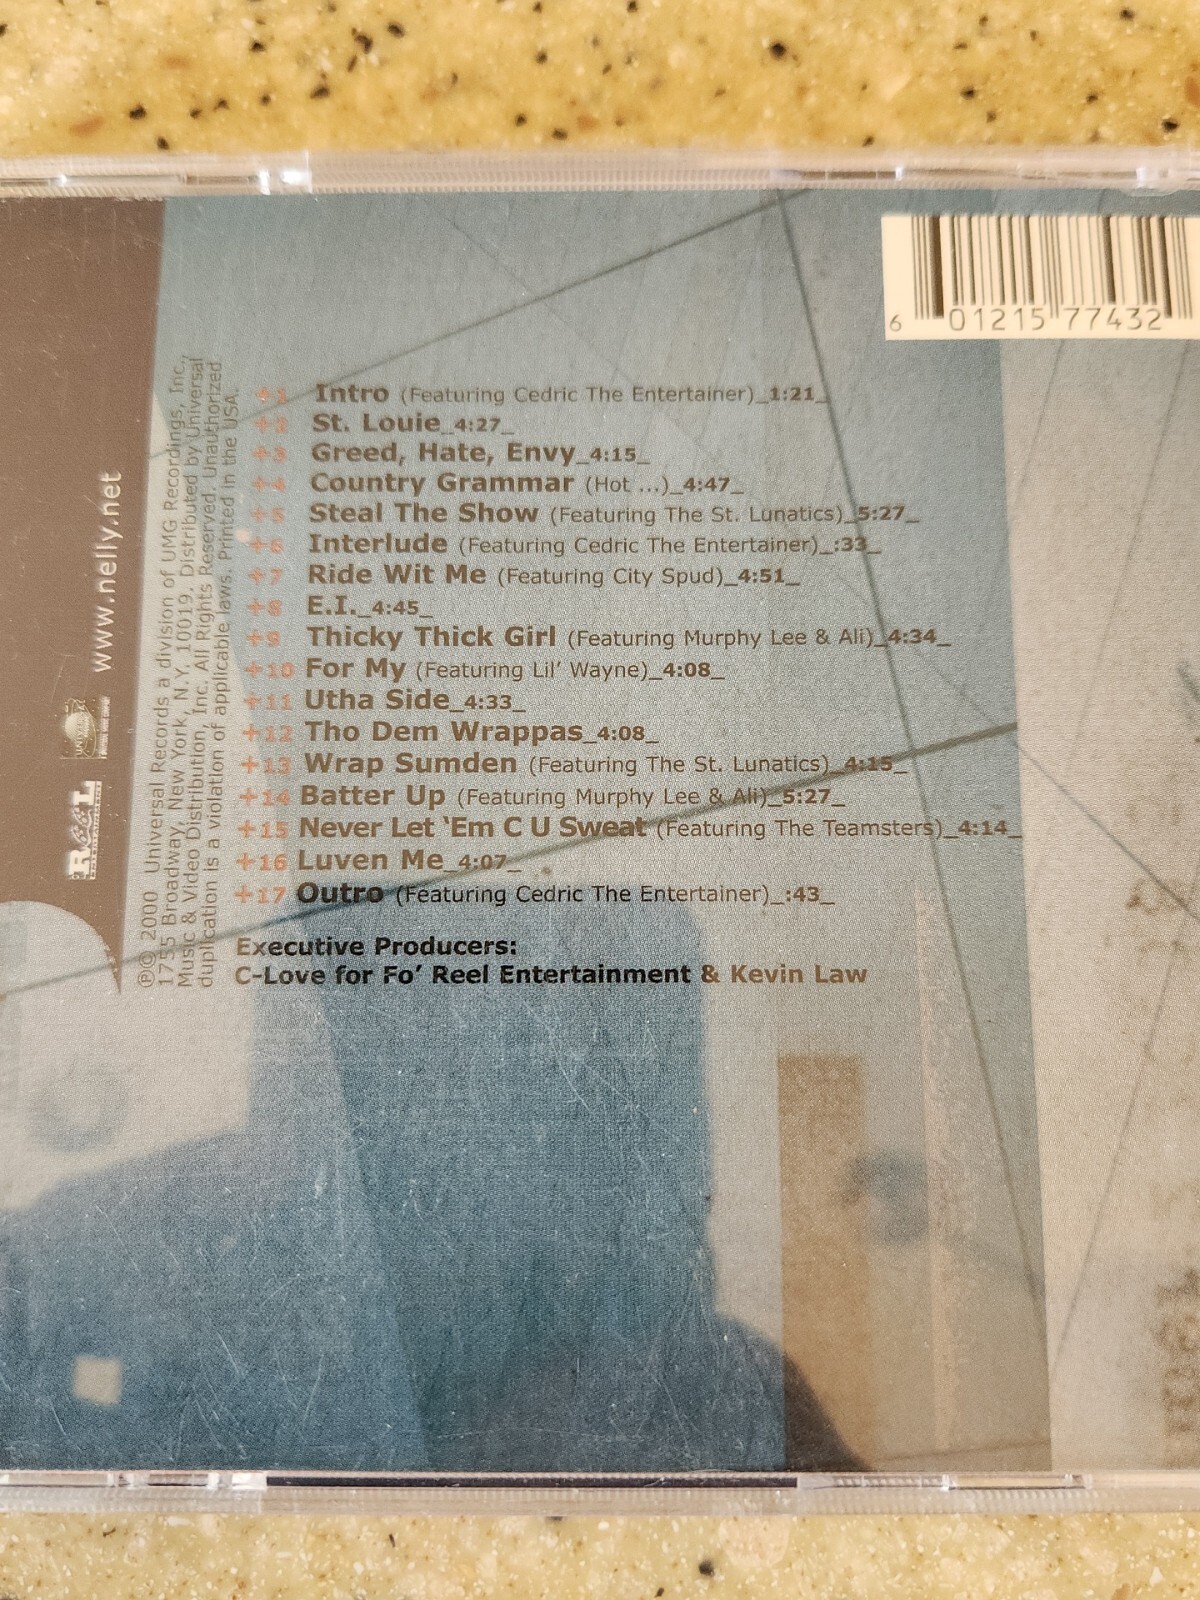 6 01215 77432
+1 Intro (Featuring Cedric The Entertainer)_1:21_
+2 St. Louie_4:27_
+3 Greed, Hate, Envy_4:15_
+4 Country Grammar (Hot ...)_4:47_
+5 Steal The Show (Featuring The St. Lunatics)_5:27_
+6 Interlude (Featuring Cedric The Entertainer)_:33_
+7 Ride Wit Me (Featuring City Spud)_4:51_
+8 E.I._4:45_
+9 Thicky Thick Girl (Featuring Murphy Lee & Ali)_4:34_
+10 For My (Featuring Lil' Wayne)_4:08_
+11 Utha Side_4:33_
+12 Tho Dem Wrappas_4:08_
+13 Wrap Sumden (Featuring The St. Lunatics)_4:15_
+14 Batter Up (Featuring Murphy Lee & Ali)_5:27_
+15 Never Let 'Em C U Sweat (Featuring The Teamsters)_4:14_
+16 Luven Me_4:07_
+17 Outro (Featuring Cedric The Entertainer)_:43_
Executive Producers:
C-Love for Fo' Reel Entertainment & Kevin Law
www.nelly.net
℗© 2000 Universal Records a division of UMG Recordings, Inc.,
1755 Broadway, New York, N.Y. 10019. Distributed by Universal
Music & Video Distribution, Inc. All Rights Reserved. Unauthorized
duplication is a violation of applicable laws. Printed in the USA.